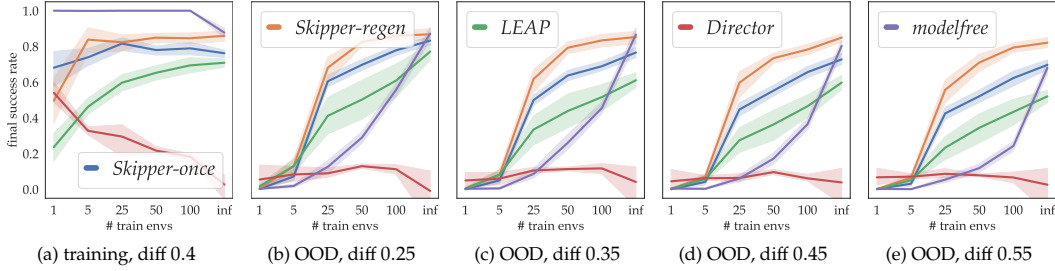 final success rate
1.0
0.8
0.6
0.4
0.2
0.0
Skipper-once
1 5 25 50 100 inf
# train envs
(a) training, diff 0.4
Skipper-regen
1 5 25 50 100 inf
# train envs
(b) OOD, diff 0.25
LEAP
1 5 25 50 100 inf
# train envs
(c) OOD, diff 0.35
Director
1 5 25 50 100 inf
# train envs
(d) OOD, diff 0.45
modelfree
1 5 25 50 100 inf
# train envs
(e) OOD, diff 0.55